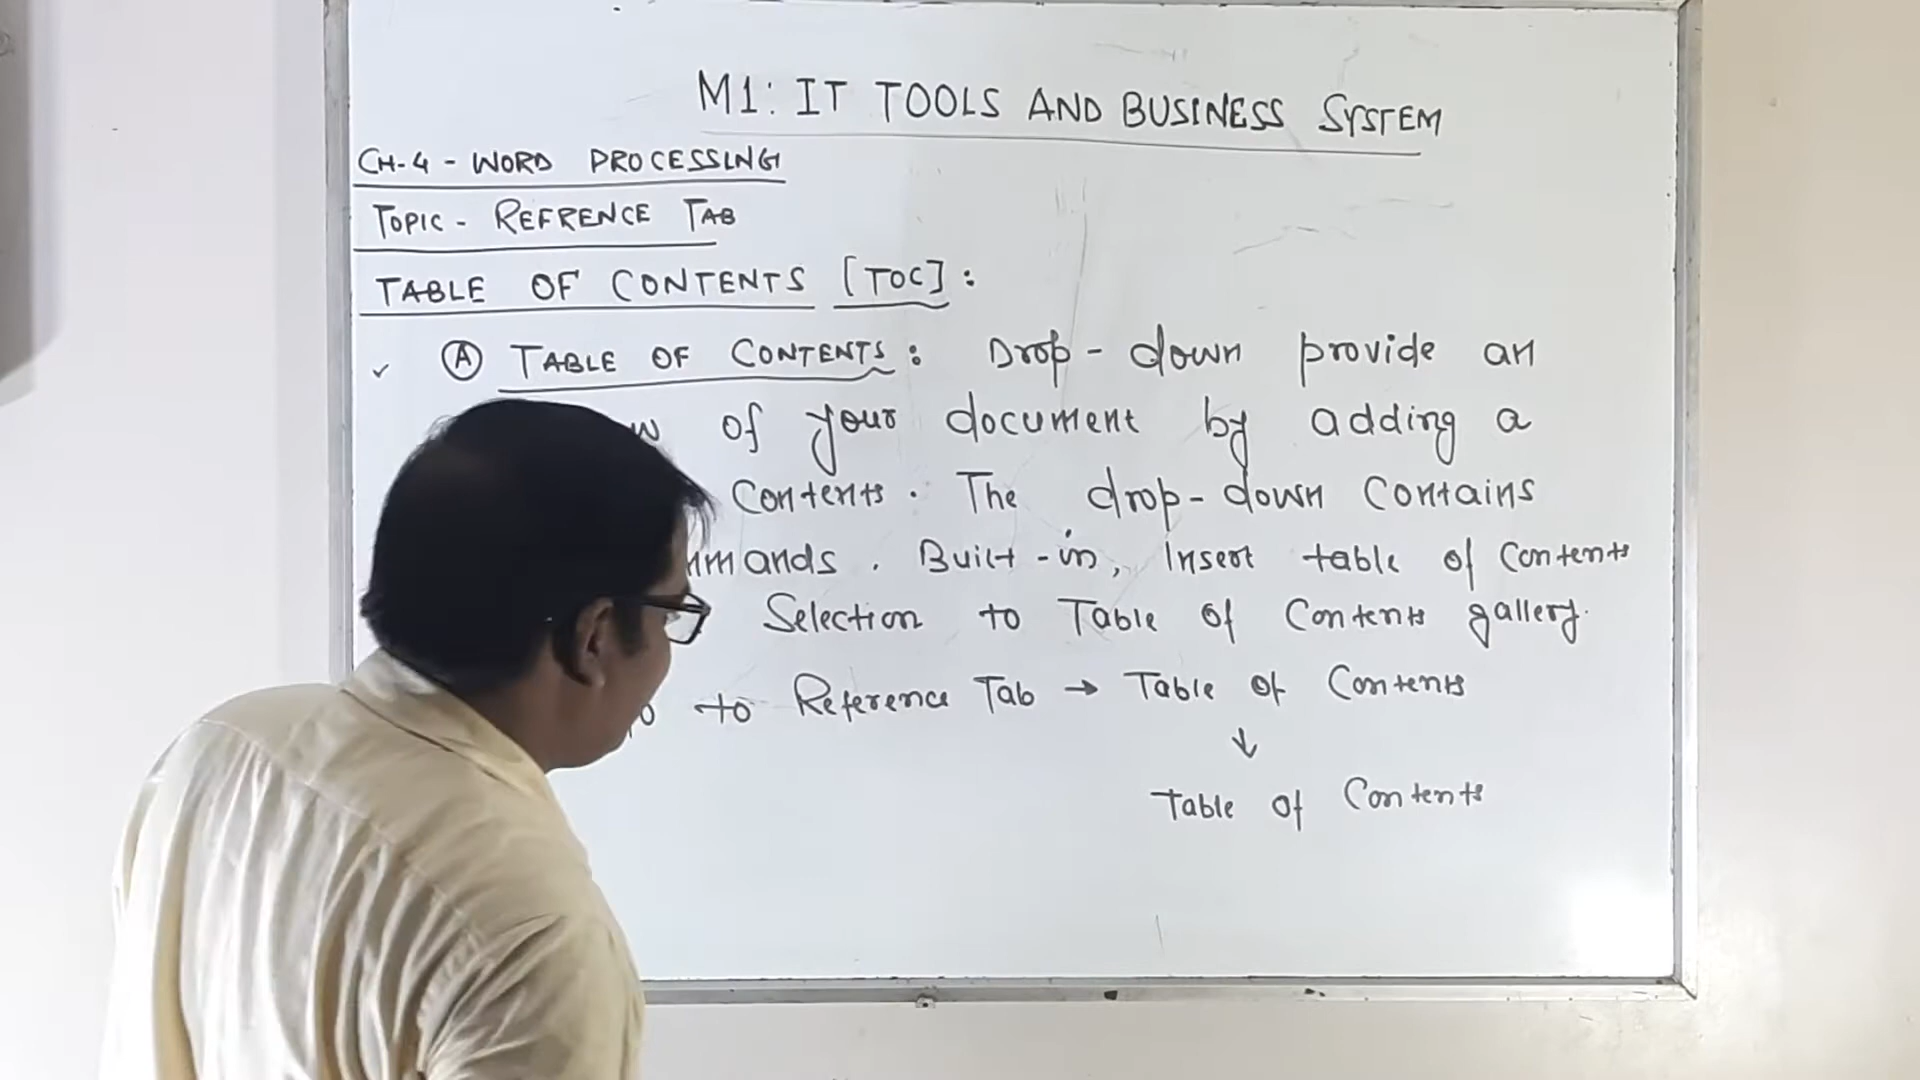 M1: IT TOOLS AND BUSINESS SYSTEM
CH-4 - WORD PROCESSING
TOPIC - REFRENCE TAB
TABLE OF CONTENTS [TOC] :
✓ Ⓐ TABLE OF CONTENTS : Drop-down provide an
of your document by adding a
Contents. The drop-down Contains
Built-in, Insert table of Contents
Selection to Table of Contents gallery.
to Reference Tab → Table of Contents
↓
Table of Contents